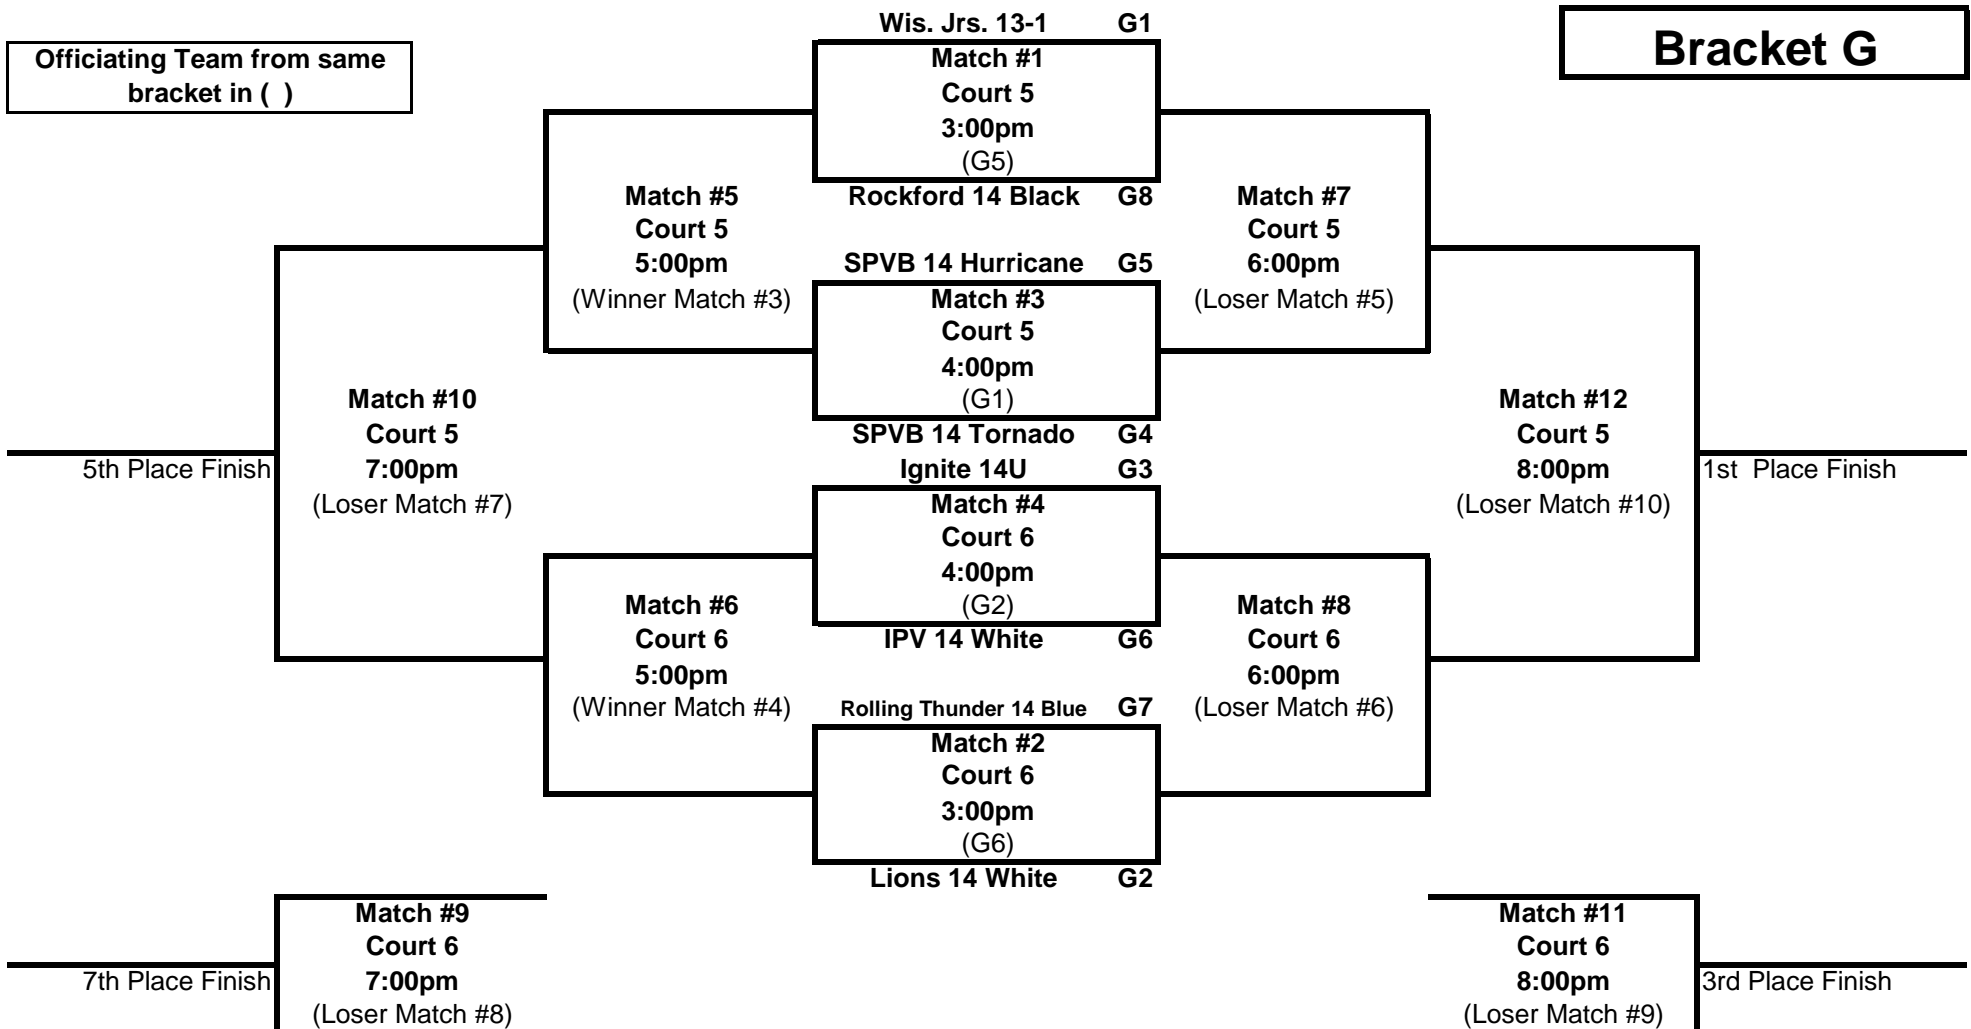 Wis. Jrs. 13-1 G1
Bracket G
Officiating Team from same
bracket in ( )
Match #1
Court 5
3:00pm
(G5)
Rockford 14 Black G8
Match #5
Court 5
5:00pm
(Winner Match #3)
Match #7
Court 5
6:00pm
(Loser Match #5)
SPVB 14 Hurricane G5
Match #3
Court 5
4:00pm
(G1)
SPVB 14 Tornado G4
Match #10
Court 5
7:00pm
(Loser Match #7)
5th Place Finish
Match #12
Court 5
8:00pm
(Loser Match #10)
1st  Place Finish
Ignite 14U G3
Match #4
Court 6
4:00pm
(G2)
IPV 14 White G6
Match #6
Court 6
5:00pm
(Winner Match #4)
Match #8
Court 6
6:00pm
(Loser Match #6)
Rolling Thunder 14 Blue G7
Match #2
Court 6
3:00pm
(G6)
Lions 14 White G2
Match #9
Court 6
7:00pm
(Loser Match #8)
7th Place Finish
Match #11
Court 6
8:00pm
(Loser Match #9)
3rd Place Finish